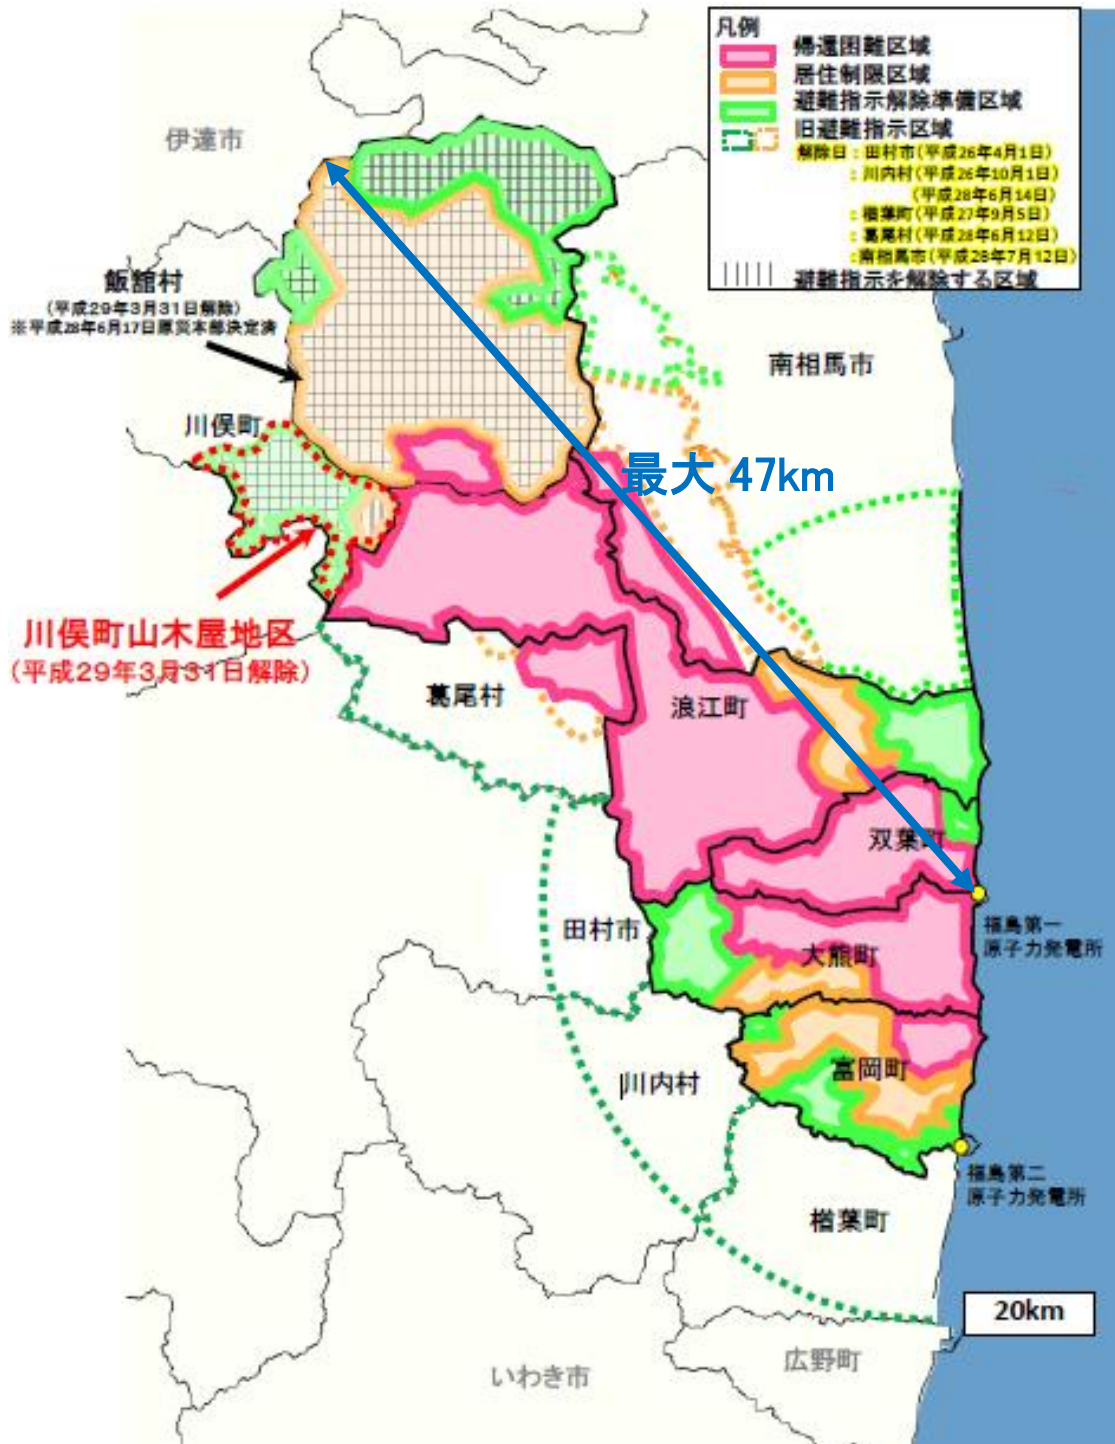 凡例
帰還困難区域
居住制限区域
避難指示解除準備区域
旧避難指示区域
解除日:田村市(平成26年4月1日)
:川内村(平成26年10月1日)
(平成28年6月14日)
:楢葉町(平成27年9月5日)
:葛尾村(平成28年6月12日)
:南相馬市(平成28年7月12日)
避難指示を解除する区域
伊達市
飯舘村
(平成29年3月31日解除)
※平成28年6月17日原災本部決定済
南相馬市
川俣町
最大 47km
川俣町山木屋地区
(平成29年3月31日解除)
葛尾村
浪江町
双葉町
福島第一
原子力発電所
田村市
大熊町
川内村
富岡町
福島第二
原子力発電所
楢葉町
20km
広野町
いわき市